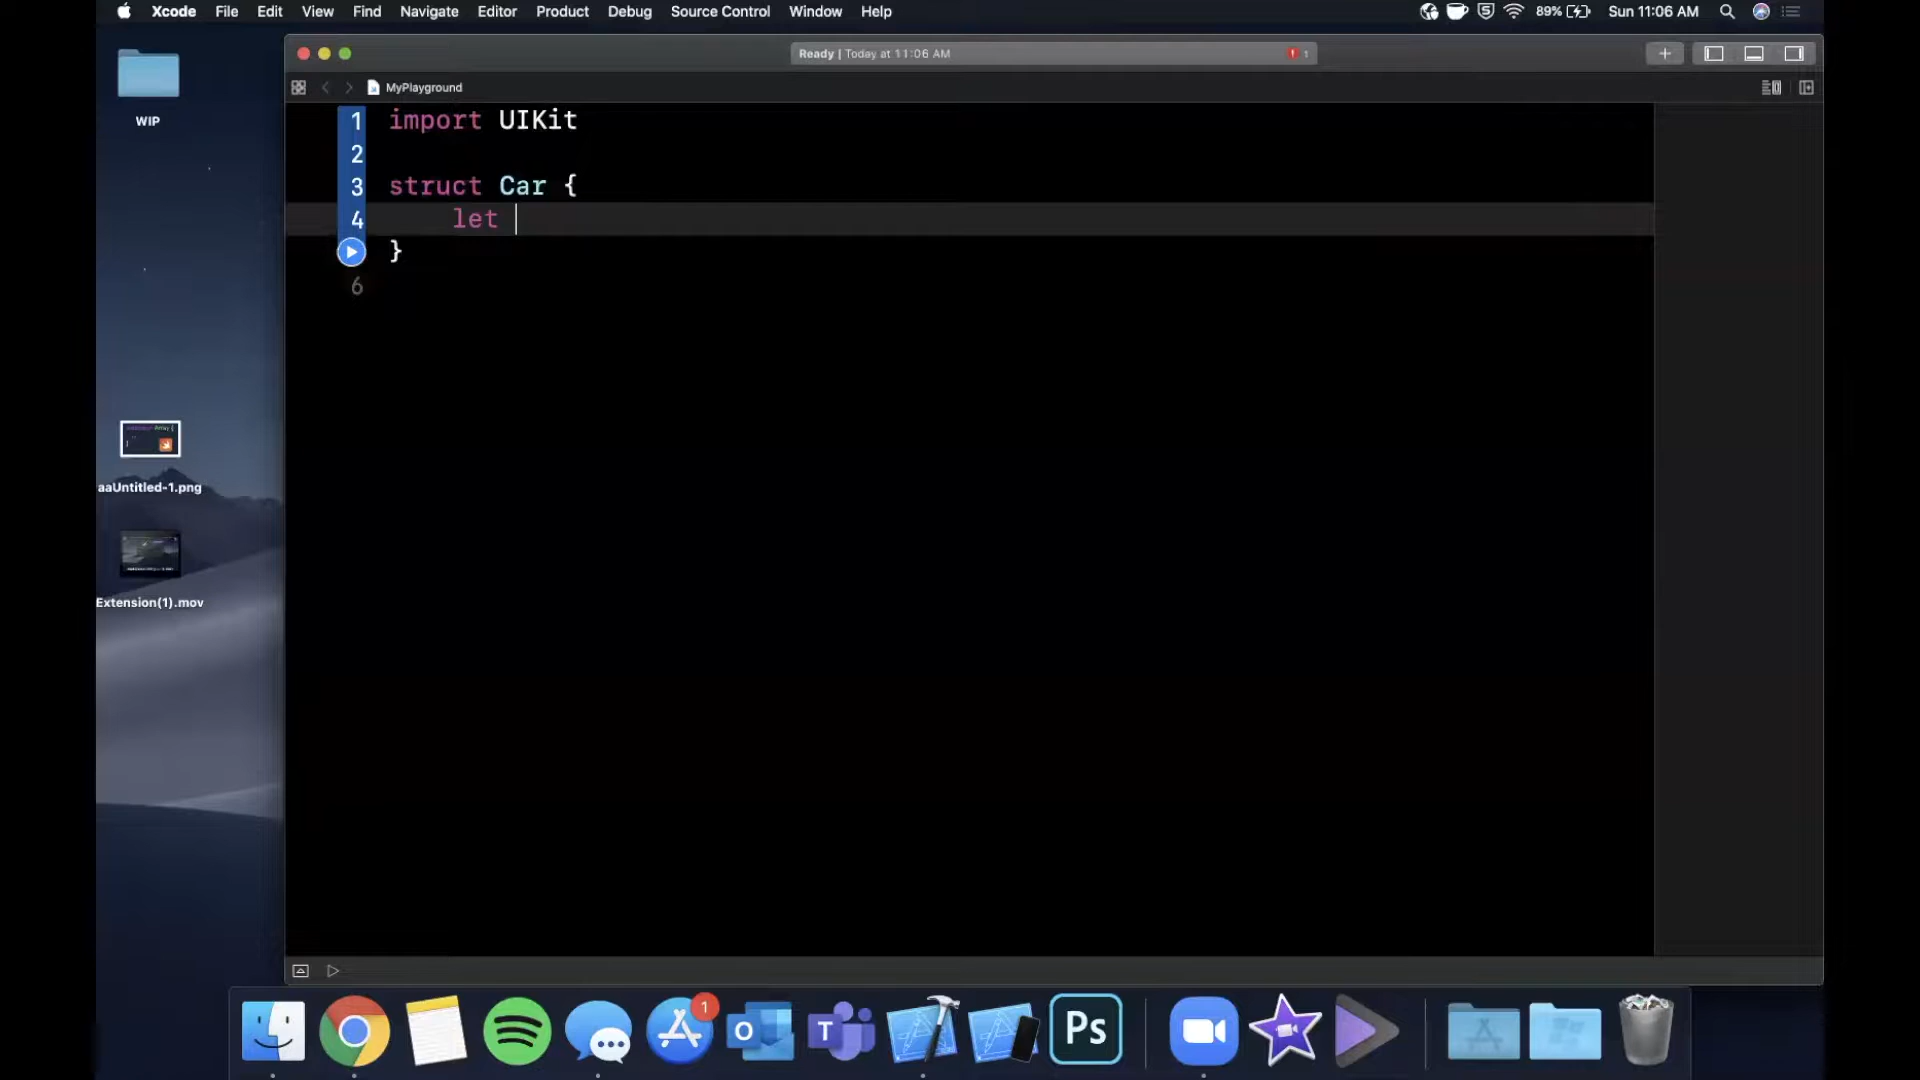 Xcode File Edit View Find Navigate Editor Product Debug Source Control Window Help 89% Sun 11:06 AM
Ready | Today at 11:06 AM 1
MyPlayground
WIP
1 import UIKit
2
3 struct Car {
4 let
}
6
aaUntitled-1.png
Extension(1).mov
1
O
T
Ps